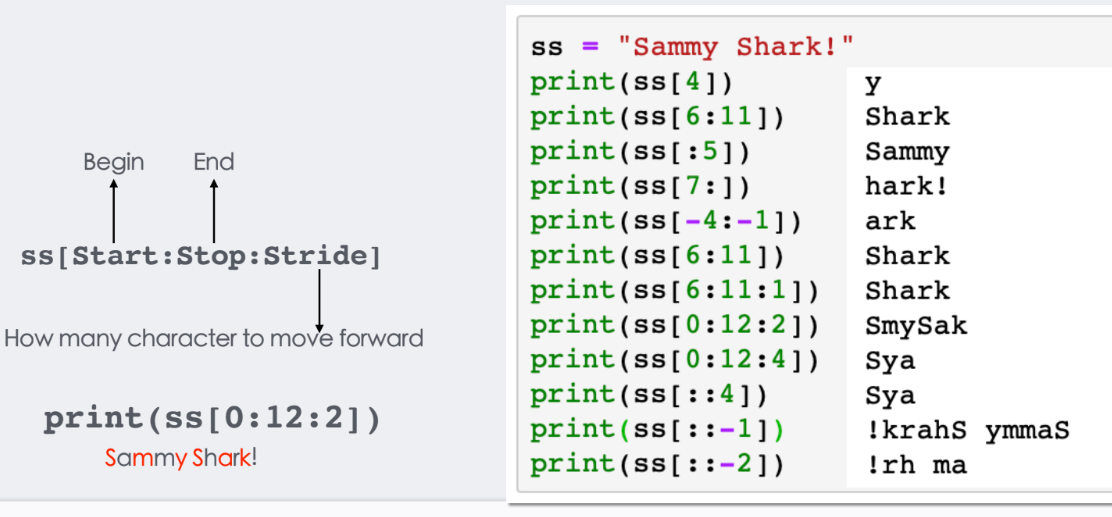 Begin End
ss[Start:Stop:Stride]
How many character to move forward
print(ss[0:12:2])
Sammy Shark!
ss = "Sammy Shark!"
print(ss[4]) y
print(ss[6:11]) Shark
print(ss[:5]) Sammy
print(ss[7:]) hark!
print(ss[-4:-1]) ark
print(ss[6:11]) Shark
print(ss[6:11:1]) Shark
print(ss[0:12:2]) SmySak
print(ss[0:12:4]) Sya
print(ss[::4]) Sya
print(ss[::-1]) !krahS ymmaS
print(ss[::-2]) !rh ma